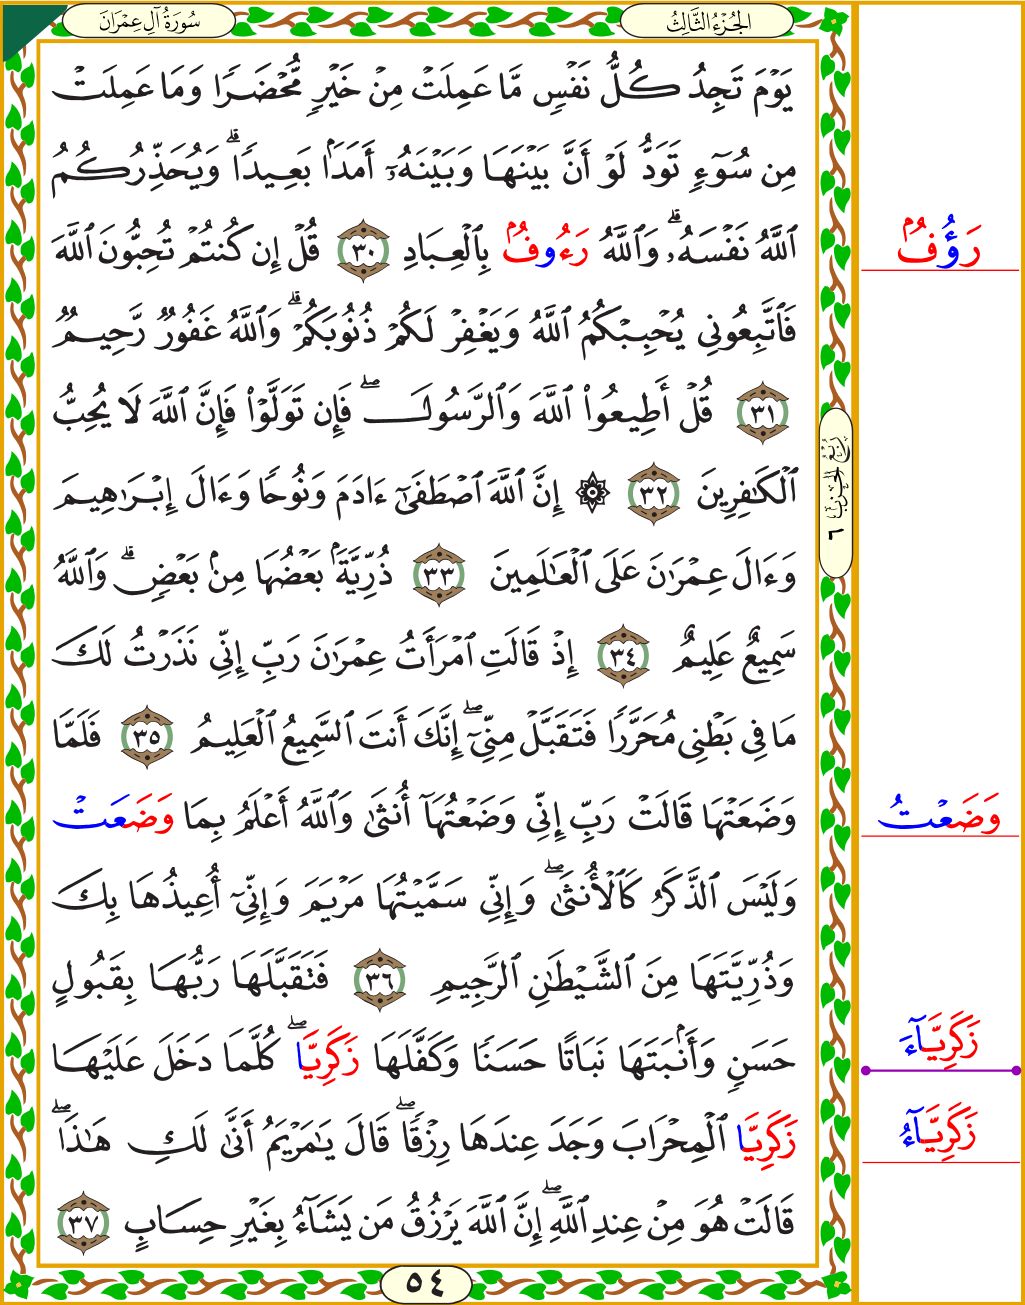 الجُزْءُ الثَّالِثُ
سُورَةُ آلِ عِمْرَانَ
يَوْمَ تَجِدُ كُلُّ نَفْسٖ مَّا عَمِلَتْ مِنْ خَيْرٖ مُّحْضَرٗا وَمَا عَمِلَتْ
مِن سُوٓءٖ تَوَدُّ لَوْ أَنَّ بَيْنَهَا وَبَيْنَهُۥٓ أَمَدَۢا بَعِيدٗاۗ وَيُحَذِّرُكُمُ
ٱللَّهُ نَفْسَهُۥۗ وَٱللَّهُ رَءُوفُۢ بِٱلْعِبَادِ ٣٠ قُلْ إِن كُنتُمْ تُحِبُّونَ ٱللَّهَ
فَٱتَّبِعُونِي يُحْبِبْكُمُ ٱللَّهُ وَيَغْفِرْ لَكُمْ ذُنُوبَكُمْۗ وَٱللَّهُ غَفُورٞ رَّحِيمٞ
٣١ قُلْ أَطِيعُوا۟ ٱللَّهَ وَٱلرَّسُولَۖ فَإِن تَوَلَّوْا۟ فَإِنَّ ٱللَّهَ لَا يُحِبُّ
ٱلْكَٰفِرِينَ ٣٢ ۞ إِنَّ ٱللَّهَ ٱصْطَفَىٰٓ ءَادَمَ وَنُوحٗا وَءَالَ إِبْرَٰهِيمَ
وَءَالَ عِمْرَٰنَ عَلَى ٱلْعَٰلَمِينَ ٣٣ ذُرِّيَّةَۢ بَعْضُهَا مِنۢ بَعْضٖۗ وَٱللَّهُ
سَمِيعٌ عَلِيمٌ ٣٤ إِذْ قَالَتِ ٱمْرَأَتُ عِمْرَٰنَ رَبِّ إِنِّي نَذَرْتُ لَكَ
مَا فِي بَطْنِي مُحَرَّرٗا فَتَقَبَّلْ مِنِّيٓۖ إِنَّكَ أَنتَ ٱلسَّمِيعُ ٱلْعَلِيمُ ٣٥ فَلَمَّا
وَضَعَتْهَا قَالَتْ رَبِّ إِنِّي وَضَعْتُهَآ أُنثَىٰ وَٱللَّهُ أَعْلَمُ بِمَا وَضَعَتْ
وَلَيْسَ ٱلذَّكَرُ كَٱلْأُنثَىٰۖ وَإِنِّي سَمَّيْتُهَا مَرْيَمَ وَإِنِّيٓ أُعِيذُهَا بِكَ
وَذُرِّيَّتَهَا مِنَ ٱلشَّيْطَٰنِ ٱلرَّجِيمِ ٣٦ فَتَقَبَّلَهَا رَبُّهَا بِقَبُولٍ
حَسَنٖ وَأَنۢبَتَهَا نَبَاتًا حَسَنٗا وَكَفَّلَهَا زَكَرِيَّاۖ كُلَّمَا دَخَلَ عَلَيْهَا
زَكَرِيَّا ٱلْمِحْرَابَ وَجَدَ عِندَهَا رِزْقٗاۖ قَالَ يَٰمَرْيَمُ أَنَّىٰ لَكِ هَٰذَاۖ
قَالَتْ هُوَ مِنْ عِندِ ٱللَّهِۖ إِنَّ ٱللَّهَ يَرْزُقُ مَن يَشَآءُ بِغَيْرِ حِسَابٍ ٣٧
رَؤُفُۢ
رُبْعُ الحِزْبِ ٦
وَضَعْتُ
زَكَرِيَّآءَ
زَكَرِيَّآءُ
٥٤